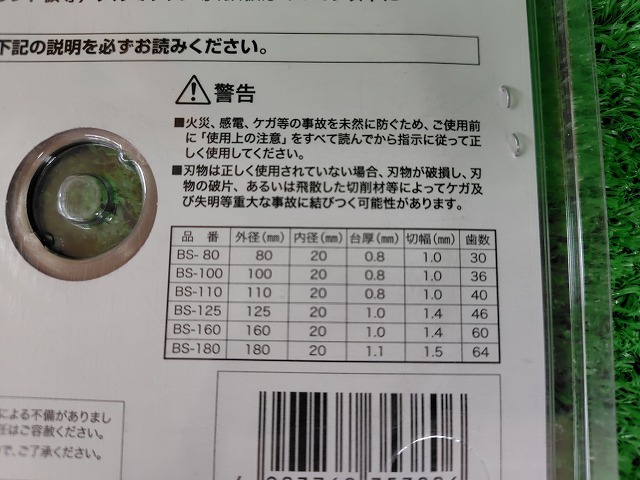 下記の説明を必ずお読みください。
警告
■火災、感電、ケガ等の事故を未然に防ぐため、ご使用前
に「使用上の注意」をすべて読んでから指示に従って正
しく使用してください。
■刃物は正しく使用されていない場合、刃物が破損し、刃
物の破片、あるいは飛散した切削材等によってケガ及
び失明等重大な事故に結びつく可能性があります。
品番 外径(㎜) 内径(㎜) 台厚(㎜) 切幅(㎜) 歯数
BS- 80 80 20 0.8 1.0 30
BS-100 100 20 0.8 1.0 36
BS-110 110 20 0.8 1.0 40
BS-125 125 20 1.0 1.4 46
BS-160 160 20 1.0 1.4 60
BS-180 180 20 1.1 1.5 64
による不備がありまし
はご容赦ください。
で、ご了承ください。